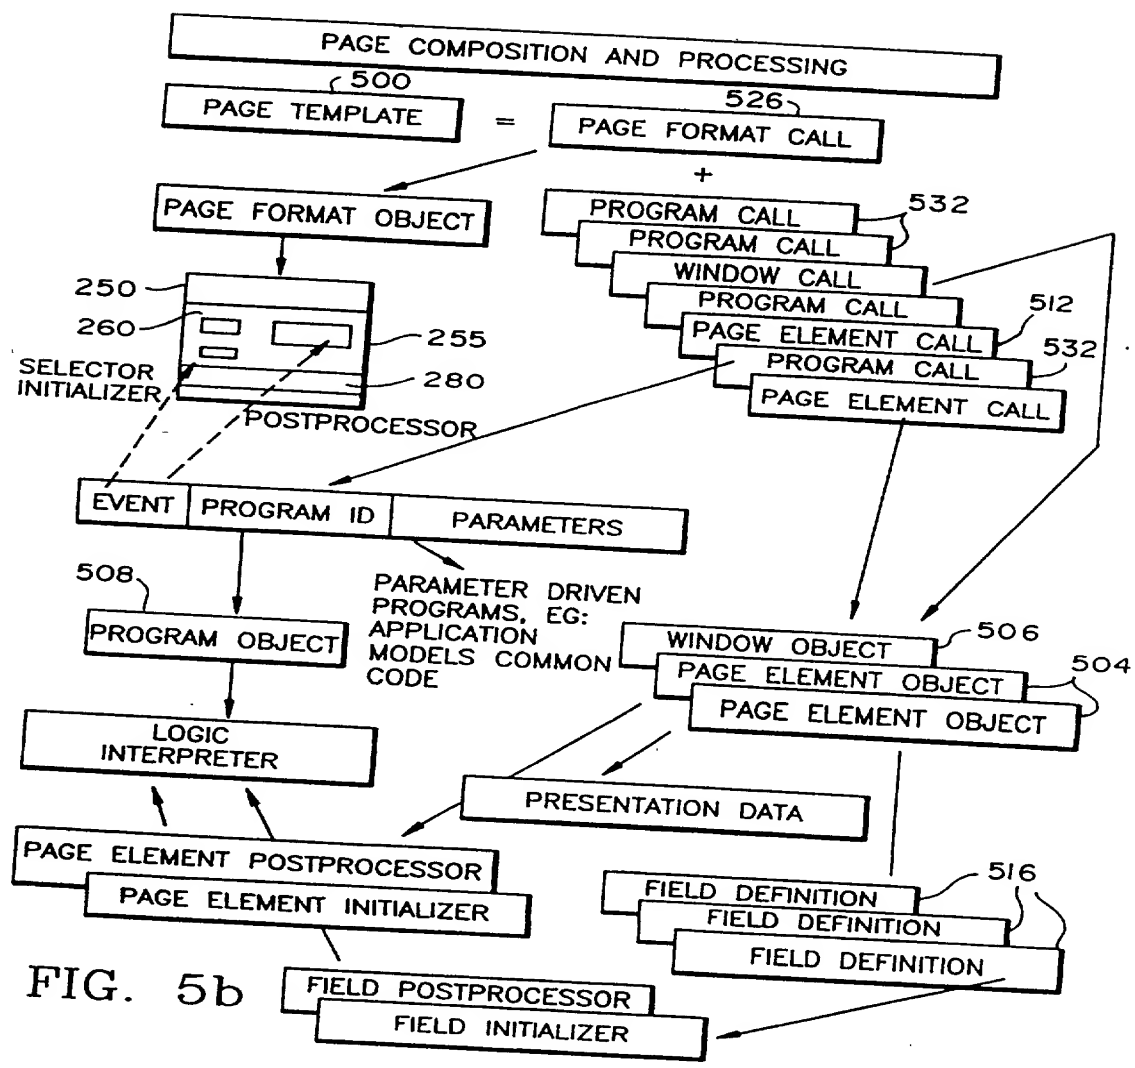 PAGE COMPOSITION AND PROCESSING
500
526
PAGE TEMPLATE
=
PAGE FORMAT CALL
+
PAGE FORMAT OBJECT
PROGRAM CALL
532
PROGRAM CALL
WINDOW CALL
PROGRAM CALL
512
PAGE ELEMENT CALL
532
PROGRAM CALL
PAGE ELEMENT CALL
250
260
255
SELECTOR
INITIALIZER
280
POSTPROCESSOR
EVENT
PROGRAM ID
PARAMETERS
508
PROGRAM OBJECT
PARAMETER DRIVEN
PROGRAMS, EG:
APPLICATION
MODELS COMMON
CODE
WINDOW OBJECT
506
PAGE ELEMENT OBJECT
504
PAGE ELEMENT OBJECT
LOGIC
INTERPRETER
PRESENTATION DATA
PAGE ELEMENT POSTPROCESSOR
PAGE ELEMENT INITIALIZER
FIELD DEFINITION
516
FIELD DEFINITION
FIELD DEFINITION
FIG. 5b
FIELD POSTPROCESSOR
FIELD INITIALIZER